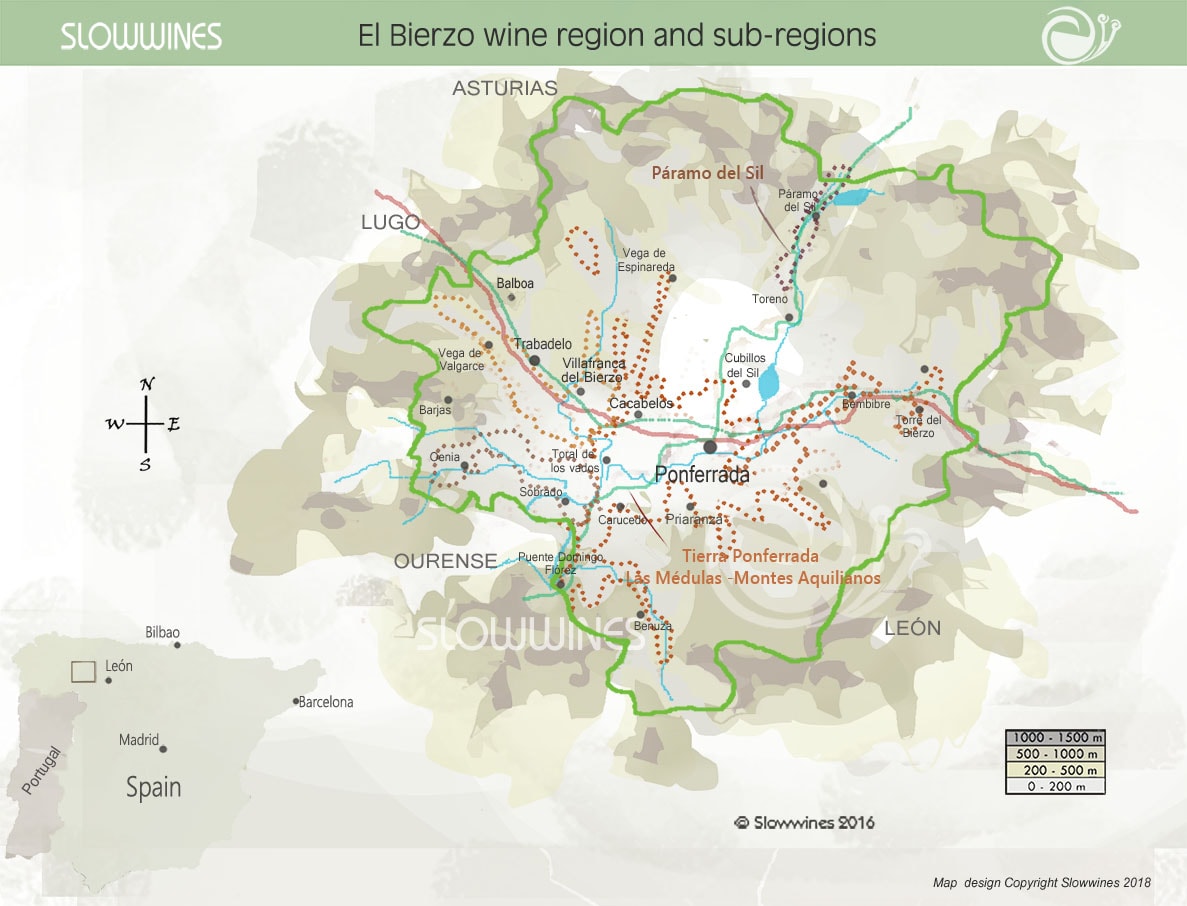 SLOWWINES
El Bierzo wine region and sub-regions
ASTURIAS
Páramo del Sil
Páramo
del Sil
LUGO
Vega de
Espinareda
Balboa
Toreno
Trabadelo
Vega de
Valgarce
Villafranca
del Bierzo
Cubillos
del Sil
Barjas
Cacabelos
Bembibre
Torre del
Bierzo
N
W E
S
Oenia
Toral de
los vados
Ponferrada
Sobrado
Carucedo
Priaranza
OURENSE
Puente Domingo
Flórez
Tierra Ponferrada
Las Médulas -Montes Aquilianos
SLOWWINES
Benuza
LEÓN
Bilbao
León
Barcelona
Madrid
Portugal
Spain
1000 - 1500 m
500 - 1000 m
200 - 500 m
0 - 200 m
© Slowwines 2016
Map design Copyright Slowwines 2018